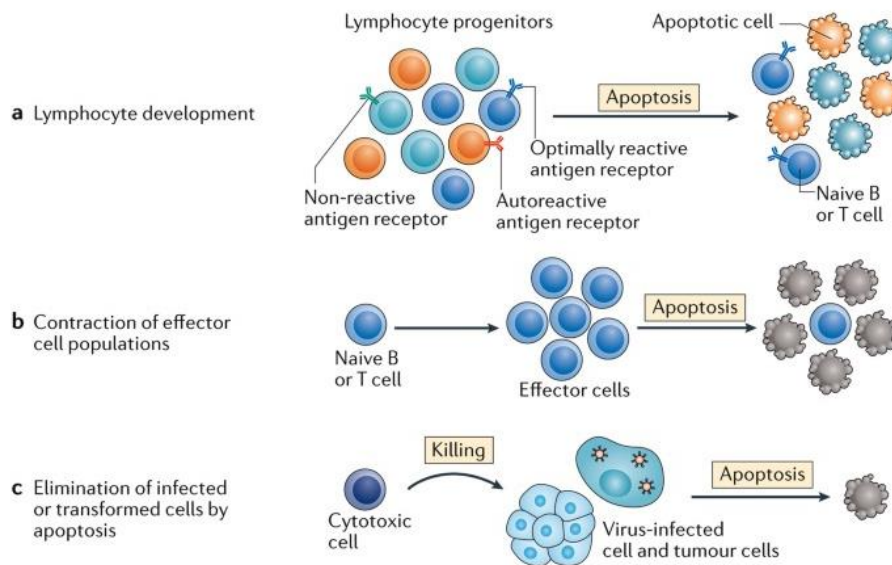 Lymphocyte progenitors
Apoptotic cell
a Lymphocyte development
Apoptosis
Optimally reactive
antigen receptor
Non-reactive
antigen receptor
Autoreactive
antigen receptor
Naive B
or T cell
b Contraction of effector
cell populations
Naive B
or T cell
Effector cells
Apoptosis
c Elimination of infected
or transformed cells by
apoptosis
Cytotoxic
cell
Killing
Virus-infected
cell and tumour cells
Apoptosis